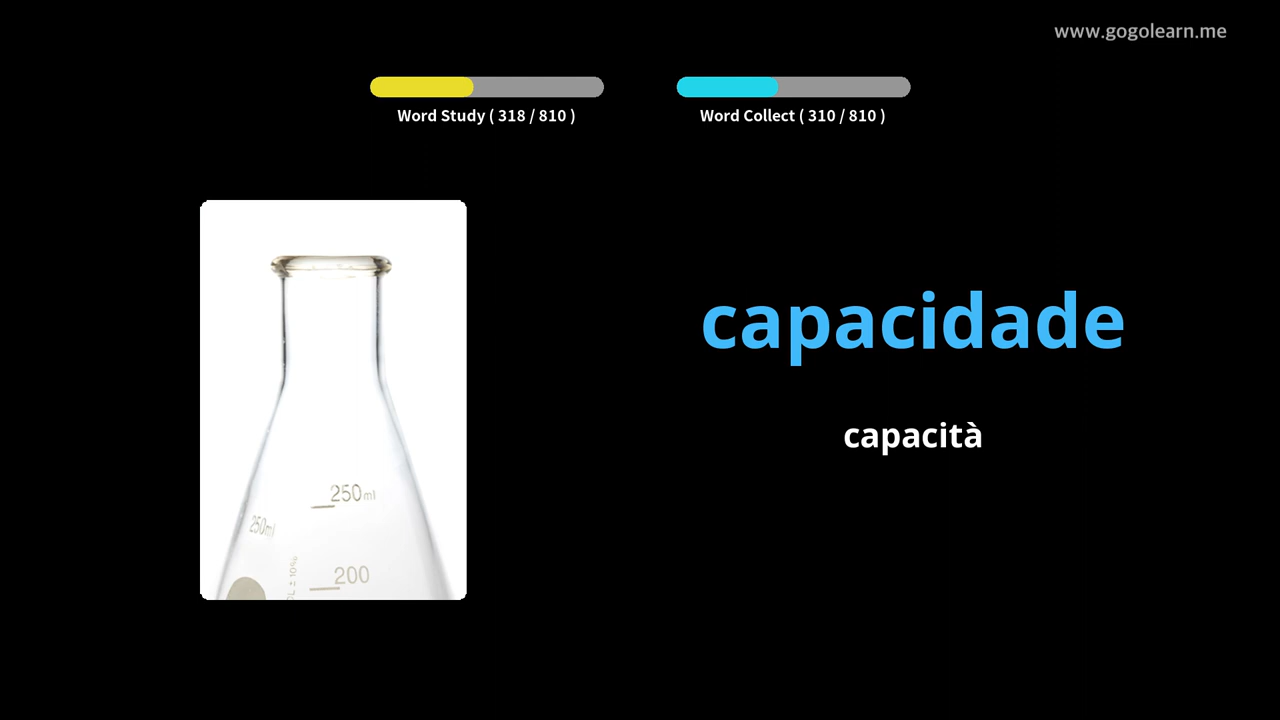 www.gogolearn.me
Word Study ( 318 / 810 )
Word Collect ( 310 / 810 )
capacidade
capacità
250ml
250ml
200